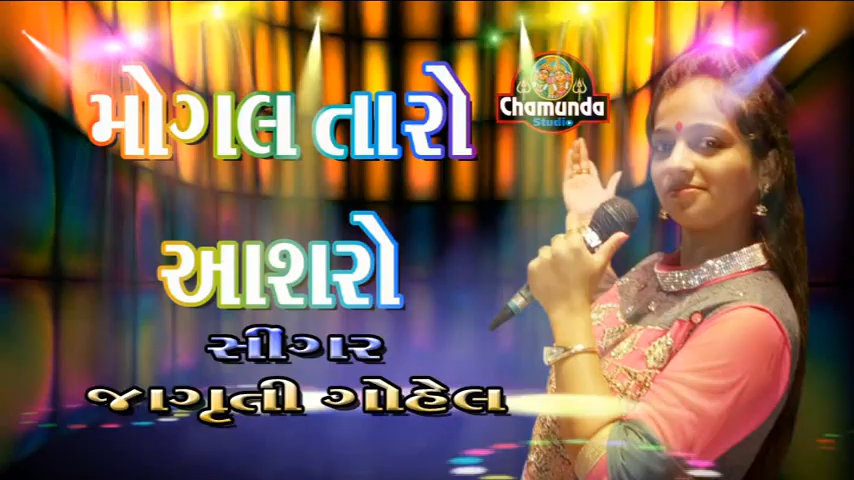 મોગલ તારો
Chamunda
Studio
આશરો
સીંગર
જાગૃતી ગોહેલ